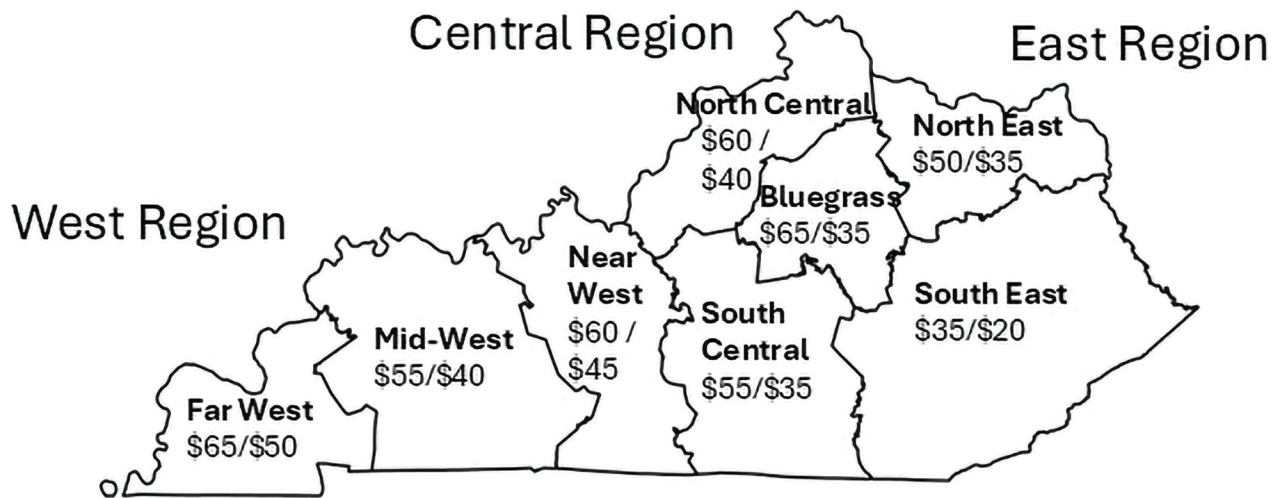 Central Region
East Region
North Central
$60 /
$40
North East
$50/$35
Bluegrass
$65/$35
West Region
Near
West
$60 /
$45
South
Central
$55/$35
South East
$35/$20
Mid-West
$55/$40
Far West
$65/$50